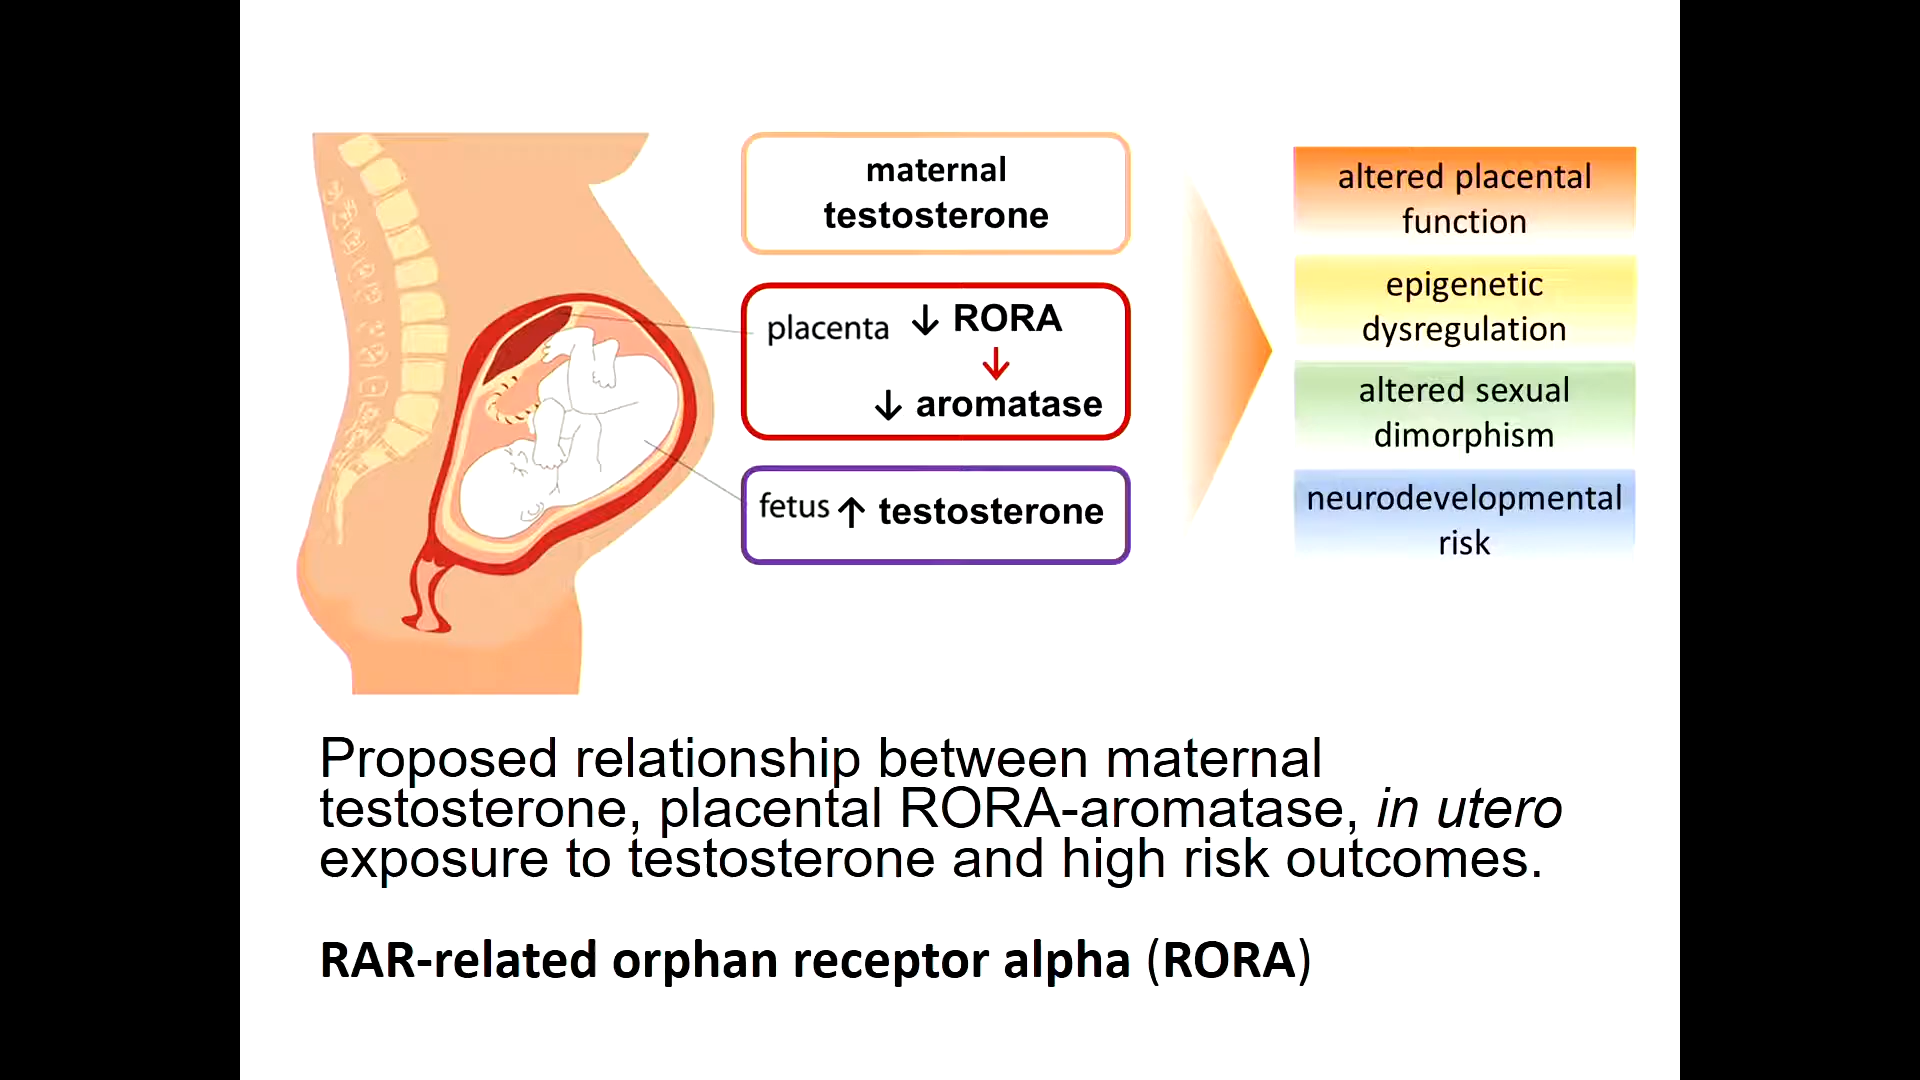 maternal
testosterone
placenta ↓ RORA
↓
↓ aromatase
fetus ↑ testosterone
altered placental
function
epigenetic
dysregulation
altered sexual
dimorphism
neurodevelopmental
risk
Proposed relationship between maternal
testosterone, placental RORA-aromatase, in utero
exposure to testosterone and high risk outcomes.
RAR-related orphan receptor alpha (RORA)